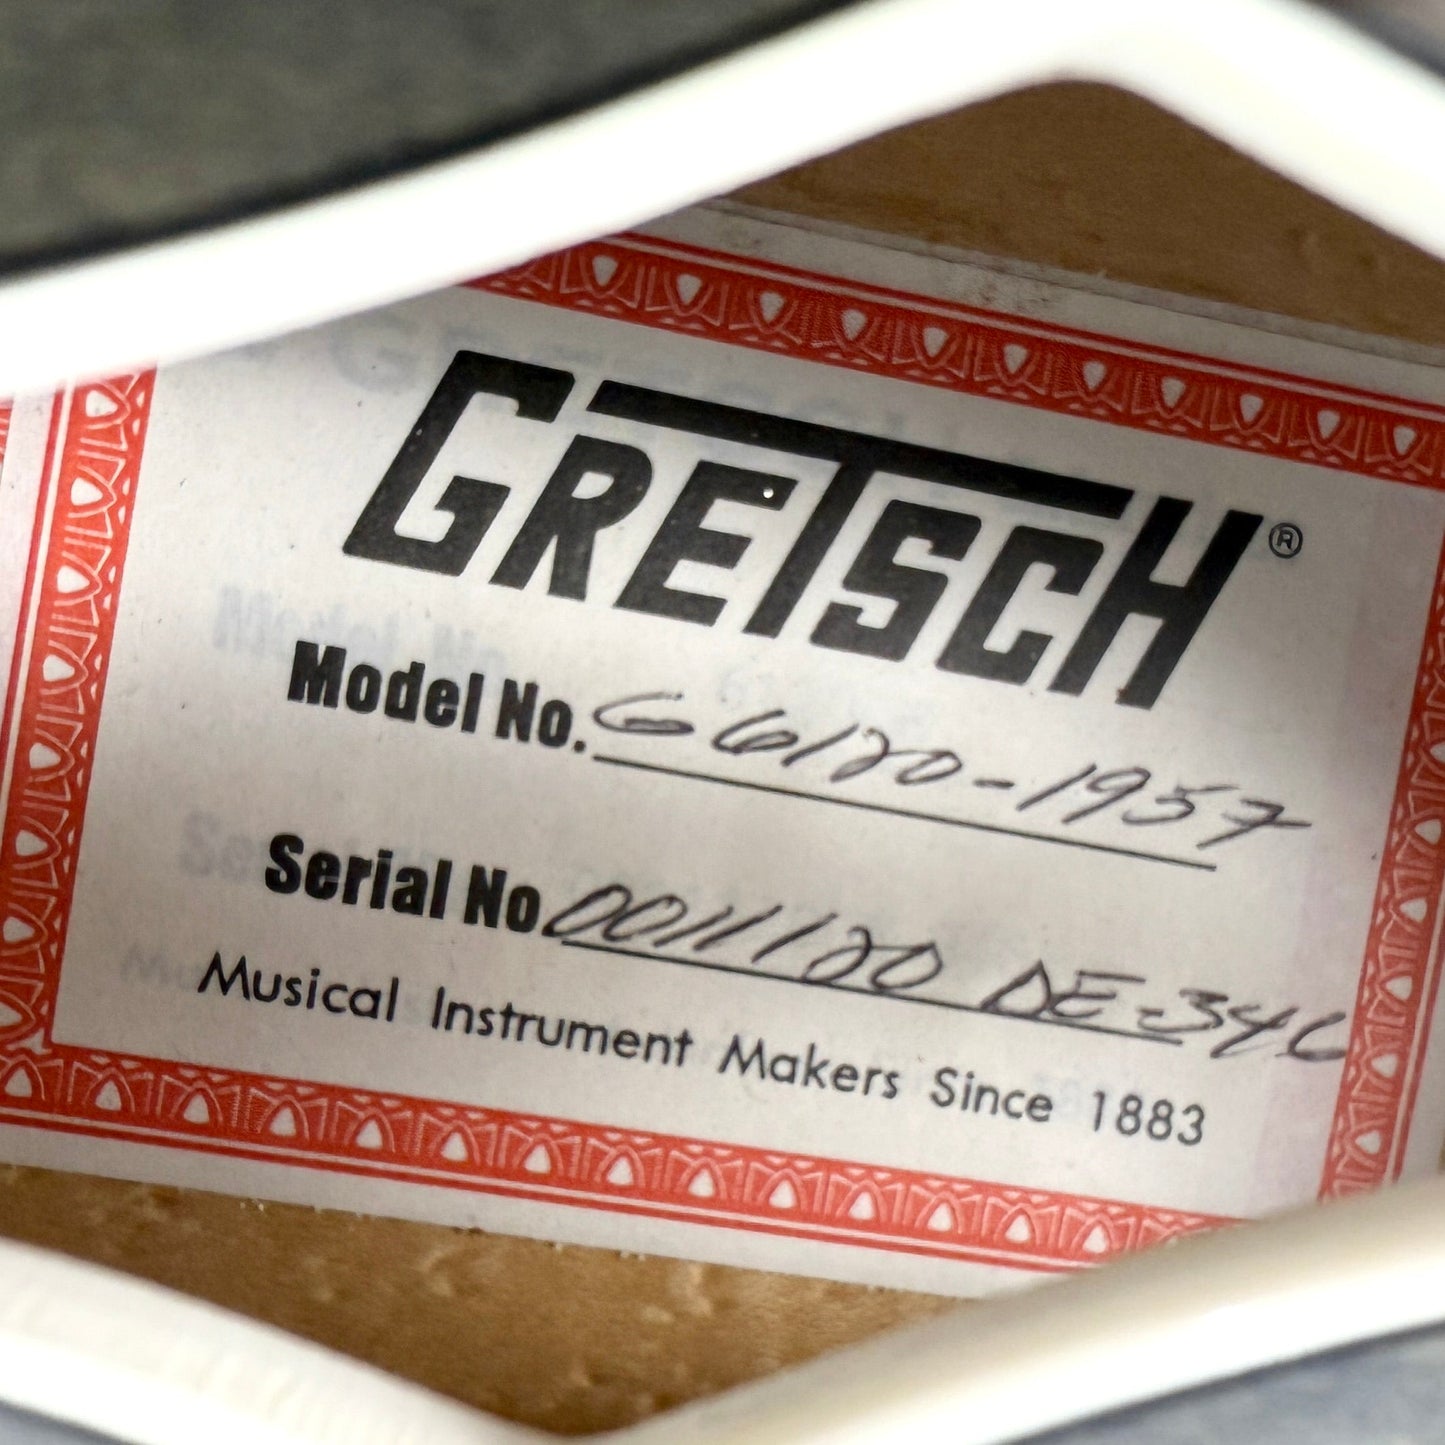 GRETSCH®
Model No. G6120-1957
Serial No 0011120 DE-346
Musical Instrument Makers Since 1883